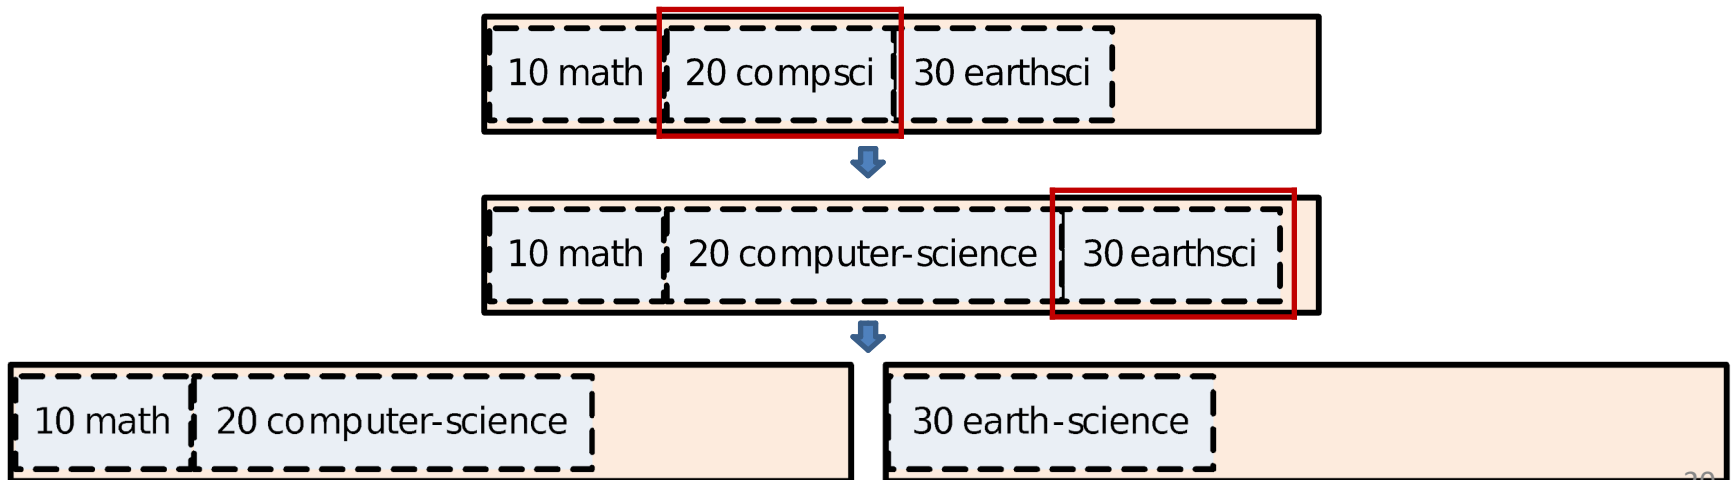 10 math 20 compsci 30 earthsci
10 math 20 computer-science 30 earthsci
10 math 20 computer-science 30 earth-science